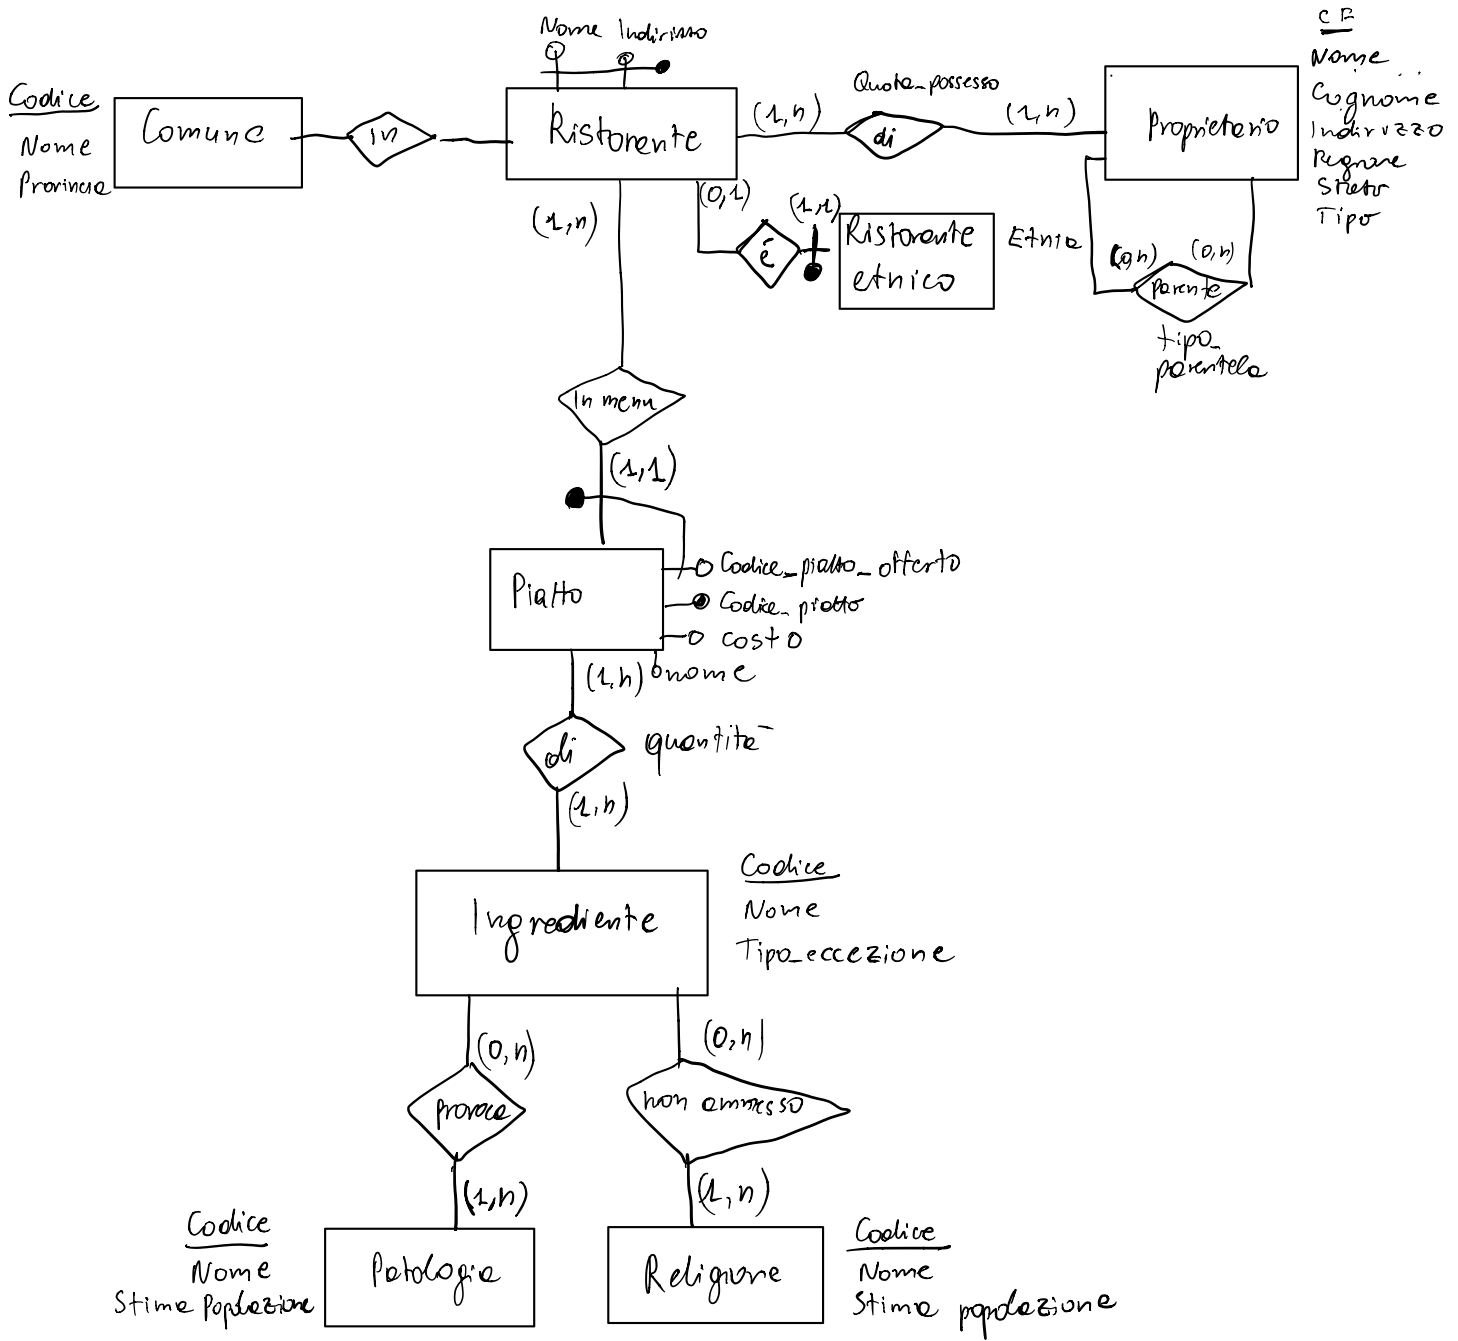 Nome Indirisso
Codice
Nome
Provincia
Comune
in
Ristorante
(1,n)
Quota_possesso
di
(1,n)
Proprietario
CF
Nome
Cognome
Indirizzo
Regione
Stato
Tipo
(1,n)
(0,1)
è
(1,1)
Ristorante
etnico
Etnia
(0,n)
(0,n)
parente
tipo_
parentela
In menu
(1,1)
Piatto
Codice_piatto_offerto
Codice_piatto
costo
nome
(1,n)
di
quantità
(1,n)
Ingrediente
Codice
Nome
Tipo_eccezione
(0,n)
(0,n)
provoca
non ammesso
(1,n)
(1,n)
Codice
Nome
Stima Popolazione
Patologia
Religione
Codice
Nome
Stima popolazione